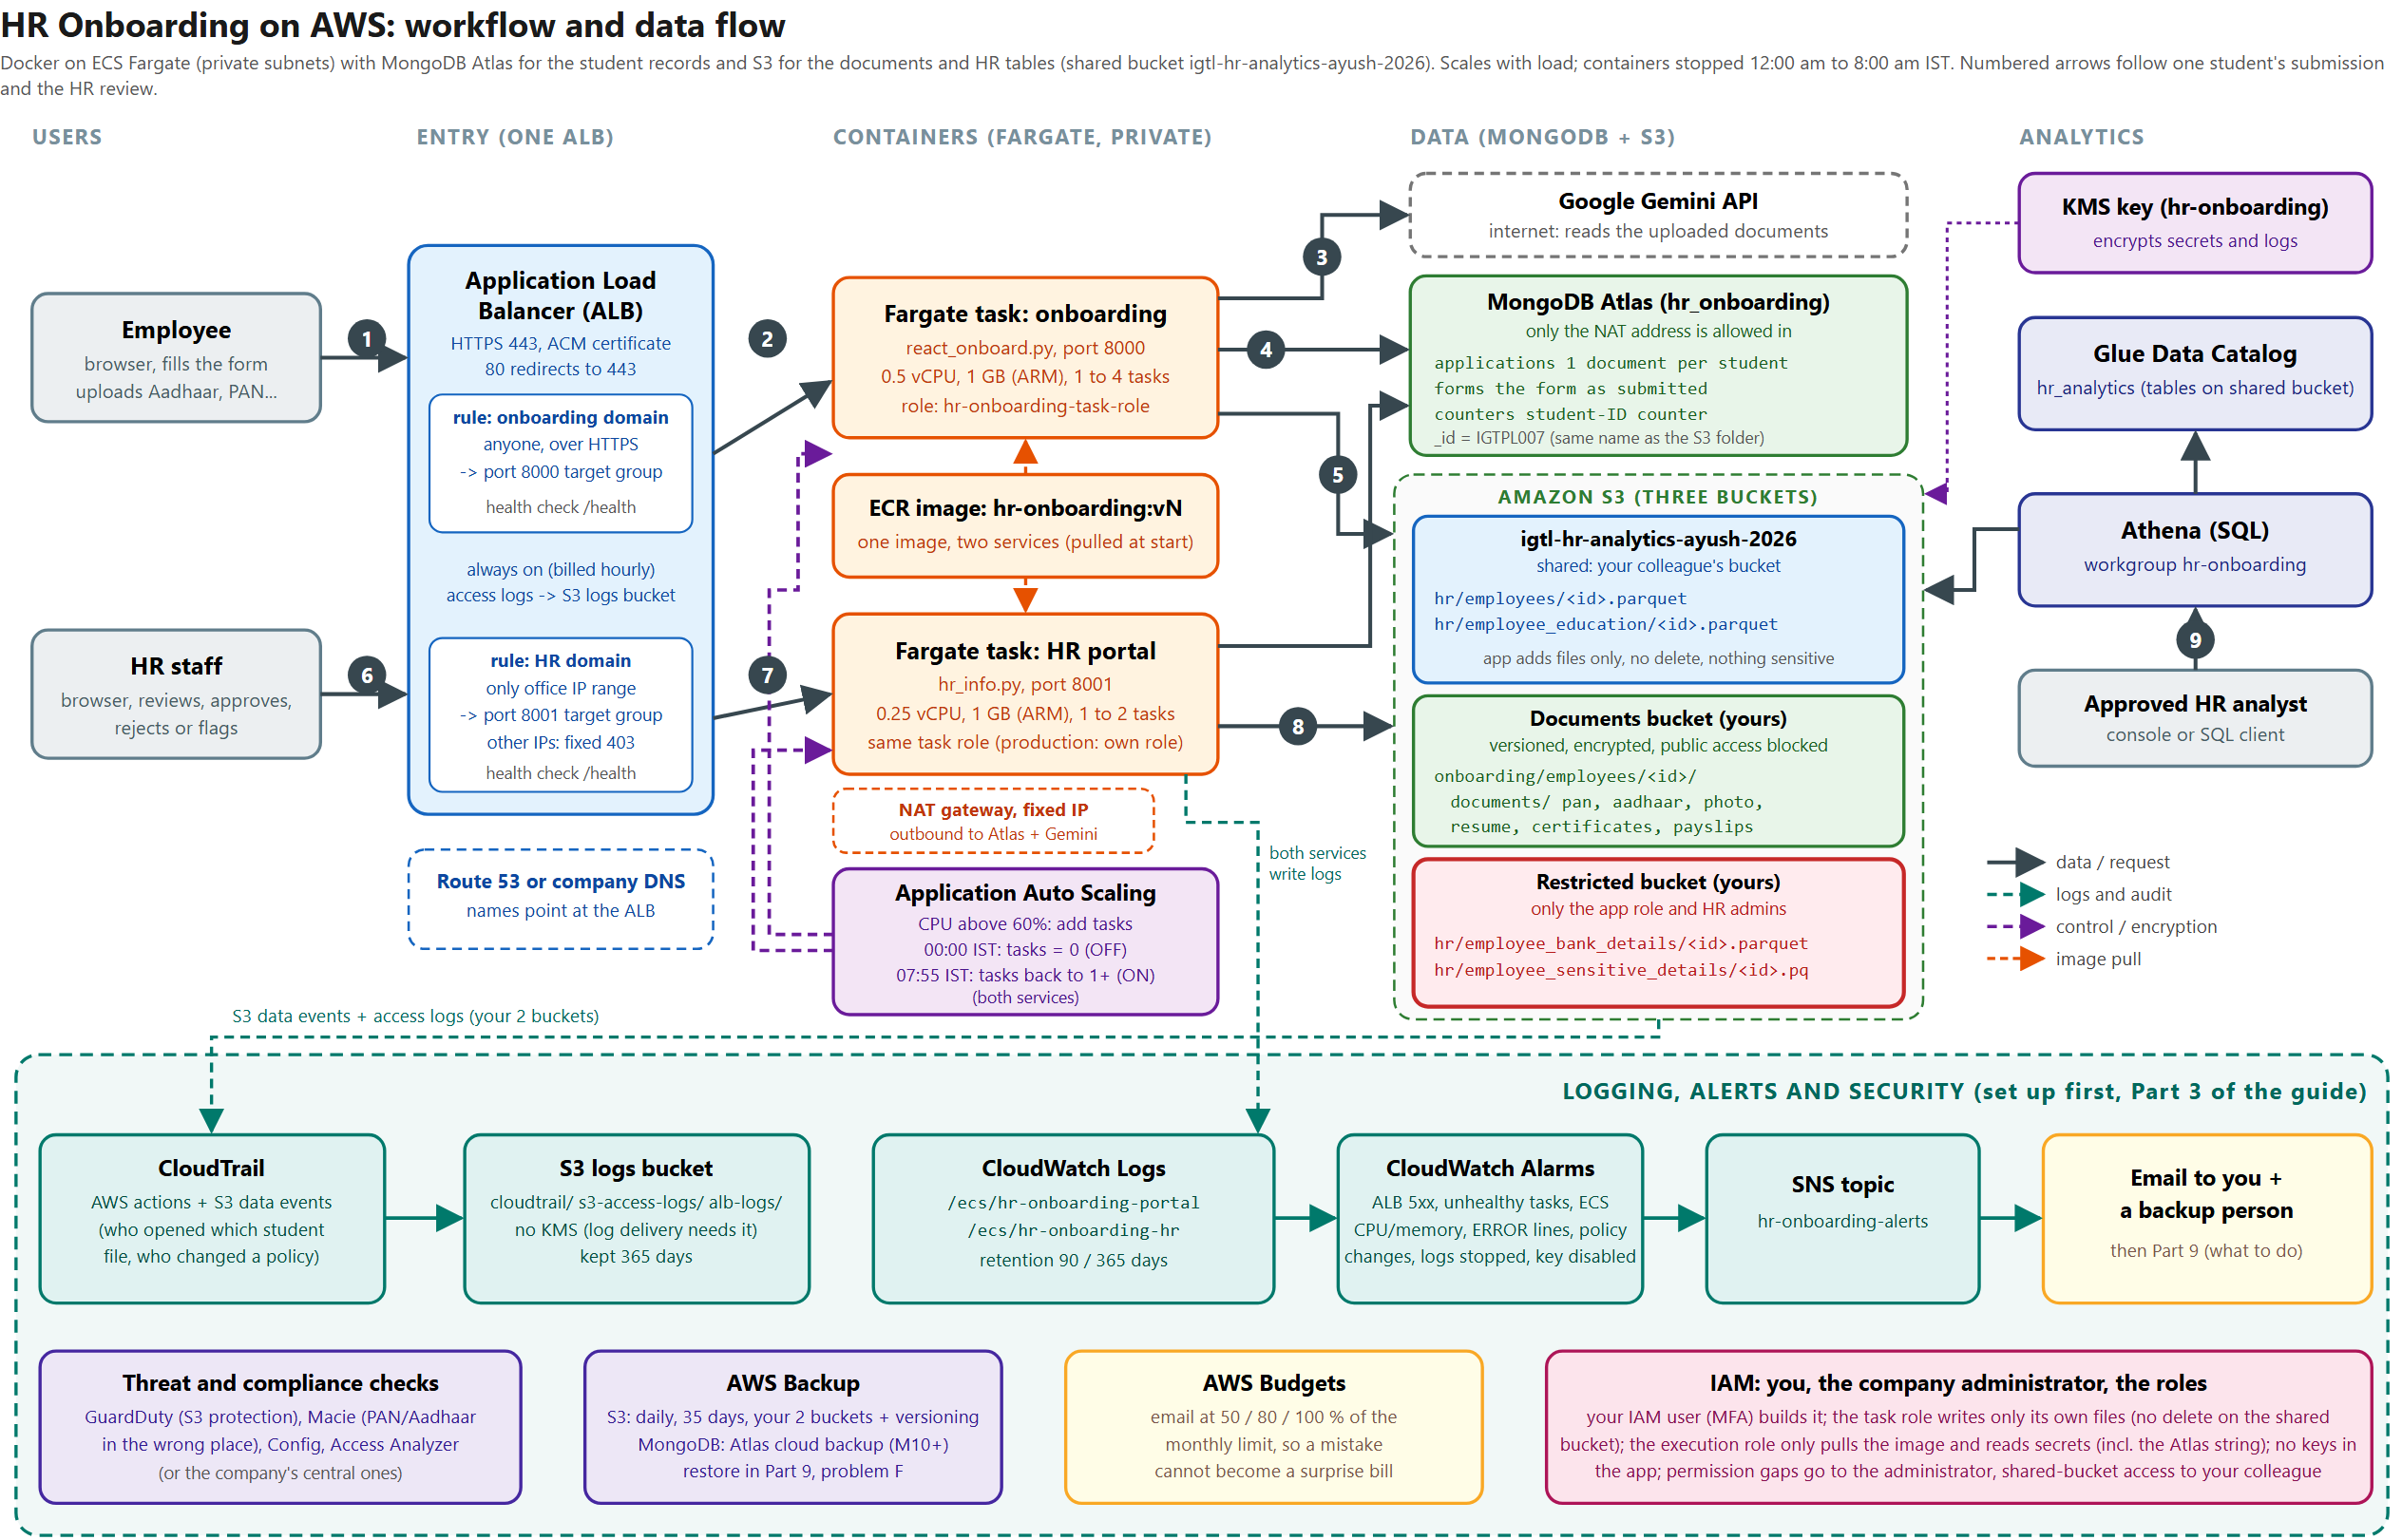 HR Onboarding on AWS: workflow and data flow
Docker on ECS Fargate (private subnets) with MongoDB Atlas for the student records and S3 for the documents and HR tables (shared bucket igtl-hr-analytics-ayush-2026). Scales with load; containers stopped 12:00 am to 8:00 am IST. Numbered arrows follow one student's submission
and the HR review.
USERS
ENTRY (ONE ALB)
CONTAINERS (FARGATE, PRIVATE)
DATA (MONGODB + S3)
ANALYTICS
Employee
browser, fills the form
uploads Aadhaar, PAN...
HR staff
browser, reviews, approves,
rejects or flags
1
6
Application Load
Balancer (ALB)
HTTPS 443, ACM certificate
80 redirects to 443
rule: onboarding domain
anyone, over HTTPS
-> port 8000 target group
health check /health
always on (billed hourly)
access logs -> S3 logs bucket
rule: HR domain
only office IP range
-> port 8001 target group
other IPs: fixed 403
health check /health
Route 53 or company DNS
names point at the ALB
2
7
Fargate task: onboarding
react_onboard.py, port 8000
0.5 vCPU, 1 GB (ARM), 1 to 4 tasks
role: hr-onboarding-task-role
ECR image: hr-onboarding:vN
one image, two services (pulled at start)
Fargate task: HR portal
hr_info.py, port 8001
0.25 vCPU, 1 GB (ARM), 1 to 2 tasks
same task role (production: own role)
NAT gateway, fixed IP
outbound to Atlas + Gemini
Application Auto Scaling
CPU above 60%: add tasks
00:00 IST: tasks = 0 (OFF)
07:55 IST: tasks back to 1+ (ON)
(both services)
both services
write logs
3
4
5
8
Google Gemini API
internet: reads the uploaded documents
MongoDB Atlas (hr_onboarding)
only the NAT address is allowed in
applications 1 document per student
forms the form as submitted
counters student-ID counter
_id = IGTPL007 (same name as the S3 folder)
AMAZON S3 (THREE BUCKETS)
igtl-hr-analytics-ayush-2026
shared: your colleague's bucket
hr/employees/<id>.parquet
hr/employee_education/<id>.parquet
app adds files only, no delete, nothing sensitive
Documents bucket (yours)
versioned, encrypted, public access blocked
onboarding/employees/<id>/
documents/ pan, aadhaar, photo,
resume, certificates, payslips
Restricted bucket (yours)
only the app role and HR admins
hr/employee_bank_details/<id>.parquet
hr/employee_sensitive_details/<id>.pq
KMS key (hr-onboarding)
encrypts secrets and logs
Glue Data Catalog
hr_analytics (tables on shared bucket)
Athena (SQL)
workgroup hr-onboarding
9
Approved HR analyst
console or SQL client
data / request
logs and audit
control / encryption
image pull
S3 data events + access logs (your 2 buckets)
LOGGING, ALERTS AND SECURITY (set up first, Part 3 of the guide)
CloudTrail
AWS actions + S3 data events
(who opened which student
file, who changed a policy)
S3 logs bucket
cloudtrail/ s3-access-logs/ alb-logs/
no KMS (log delivery needs it)
kept 365 days
CloudWatch Logs
/ecs/hr-onboarding-portal
/ecs/hr-onboarding-hr
retention 90 / 365 days
CloudWatch Alarms
ALB 5xx, unhealthy tasks, ECS
CPU/memory, ERROR lines, policy
changes, logs stopped, key disabled
SNS topic
hr-onboarding-alerts
Email to you +
a backup person
then Part 9 (what to do)
Threat and compliance checks
GuardDuty (S3 protection), Macie (PAN/Aadhaar
in the wrong place), Config, Access Analyzer
(or the company's central ones)
AWS Backup
S3: daily, 35 days, your 2 buckets + versioning
MongoDB: Atlas cloud backup (M10+)
restore in Part 9, problem F
AWS Budgets
email at 50 / 80 / 100 % of the
monthly limit, so a mistake
cannot become a surprise bill
IAM: you, the company administrator, the roles
your IAM user (MFA) builds it; the task role writes only its own files (no delete on the shared
bucket); the execution role only pulls the image and reads secrets (incl. the Atlas string); no keys in
the app; permission gaps go to the administrator, shared-bucket access to your colleague